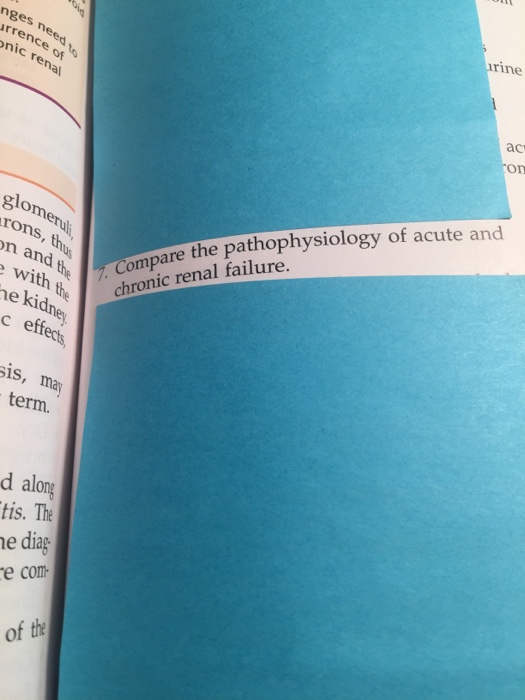 nges need to
urrence of
onic renal
glomeruli,
rons, thus
on and the
e with the
he kidney.
c effects,
sis, may
term.
d along
tis. The
he diag-
re com-
of the
7. Compare the pathophysiology of acute and
chronic renal failure.
urine